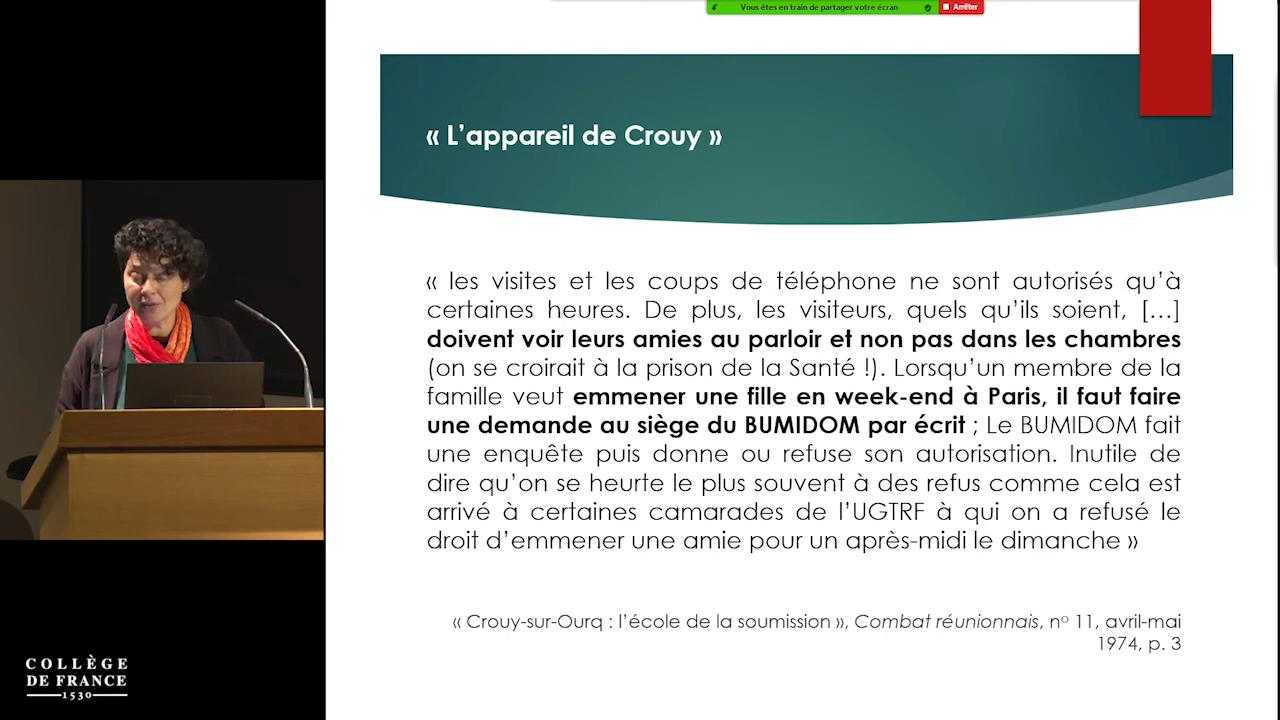 Vous êtes en train de partager votre écran
Arrêter
« L'appareil de Crouy »
« les visites et les coups de téléphone ne sont autorisés qu'à
certaines heures. De plus, les visiteurs, quels qu'ils soient, […]
doivent voir leurs amies au parloir et non pas dans les chambres
(on se croirait à la prison de la Santé !). Lorsqu'un membre de la
famille veut emmener une fille en week-end à Paris, il faut faire
une demande au siège du BUMIDOM par écrit ; Le BUMIDOM fait
une enquête puis donne ou refuse son autorisation. Inutile de
dire qu'on se heurte le plus souvent à des refus comme cela est
arrivé à certaines camarades de l'UGTRF à qui on a refusé le
droit d'emmener une amie pour un après-midi le dimanche »
« Crouy-sur-Ourq : l'école de la soumission », Combat réunionnais, nº 11, avril-mai
1974, p. 3
COLLÈGE
DE FRANCE
1530